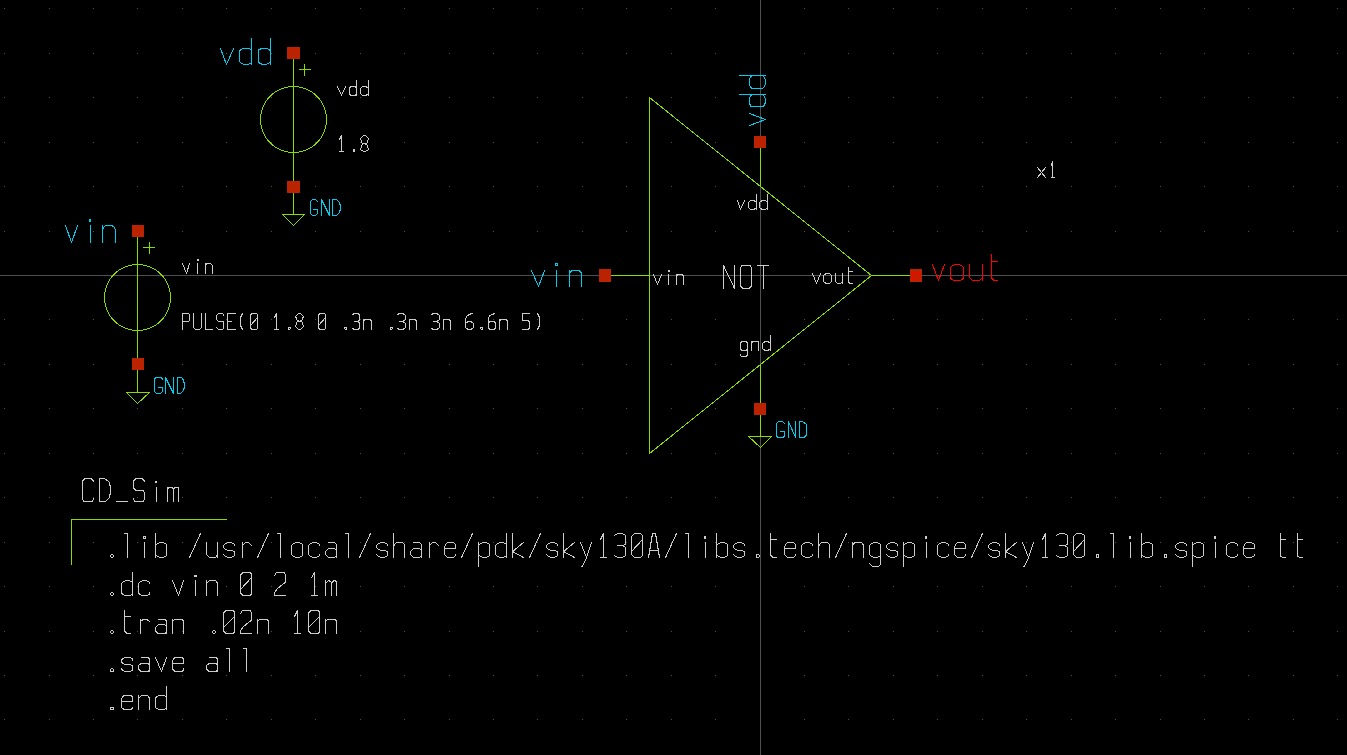 vdd
+
vdd
1.8
GND
vin
+
vin
PULSE(0 1.8 0 .3n .3n 3n 6.6n 5)
GND
vdd
vdd
x1
vin
vin
NOT
vout
vout
gnd
GND
CD_Sim
.lib /usr/local/share/pdk/sky130A/libs.tech/ngspice/sky130.lib.spice tt
.dc vin 0 2 1m
.tran .02n 10n
.save all
.end